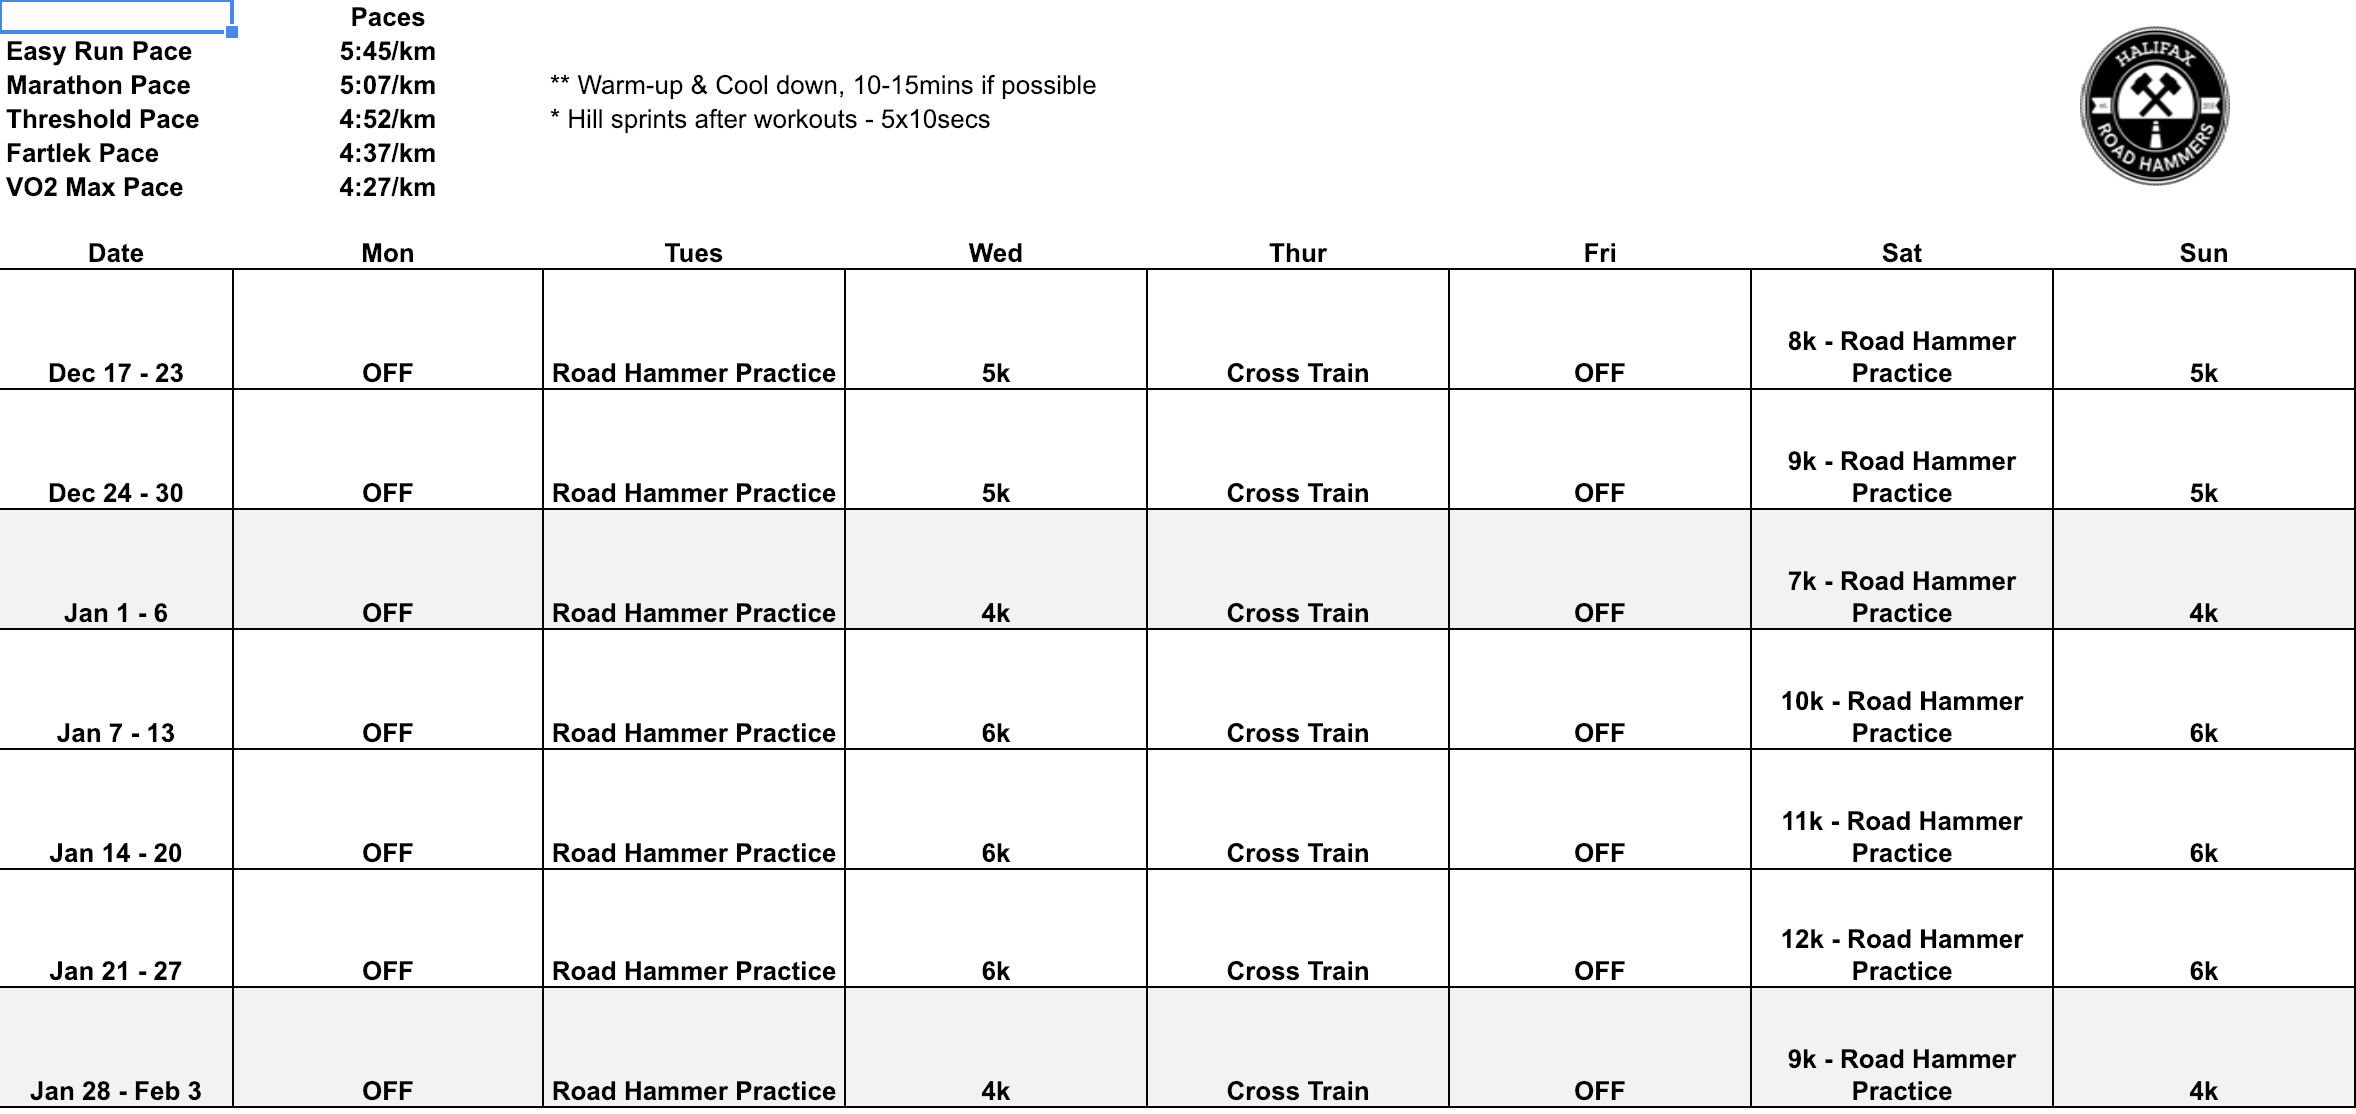 Paces
Easy Run Pace 5:45/km
Marathon Pace 5:07/km ** Warm-up & Cool down, 10-15mins if possible
Threshold Pace 4:52/km * Hill sprints after workouts - 5x10secs
Fartlek Pace 4:37/km
VO2 Max Pace 4:27/km
HALIFAX
ROAD HAMMERS
Date Mon Tues Wed Thur Fri Sat Sun
8k - Road Hammer
Dec 17 - 23 OFF Road Hammer Practice 5k Cross Train OFF Practice 5k
9k - Road Hammer
Dec 24 - 30 OFF Road Hammer Practice 5k Cross Train OFF Practice 5k
7k - Road Hammer
Jan 1 - 6 OFF Road Hammer Practice 4k Cross Train OFF Practice 4k
10k - Road Hammer
Jan 7 - 13 OFF Road Hammer Practice 6k Cross Train OFF Practice 6k
11k - Road Hammer
Jan 14 - 20 OFF Road Hammer Practice 6k Cross Train OFF Practice 6k
12k - Road Hammer
Jan 21 - 27 OFF Road Hammer Practice 6k Cross Train OFF Practice 6k
9k - Road Hammer
Jan 28 - Feb 3 OFF Road Hammer Practice 4k Cross Train OFF Practice 4k